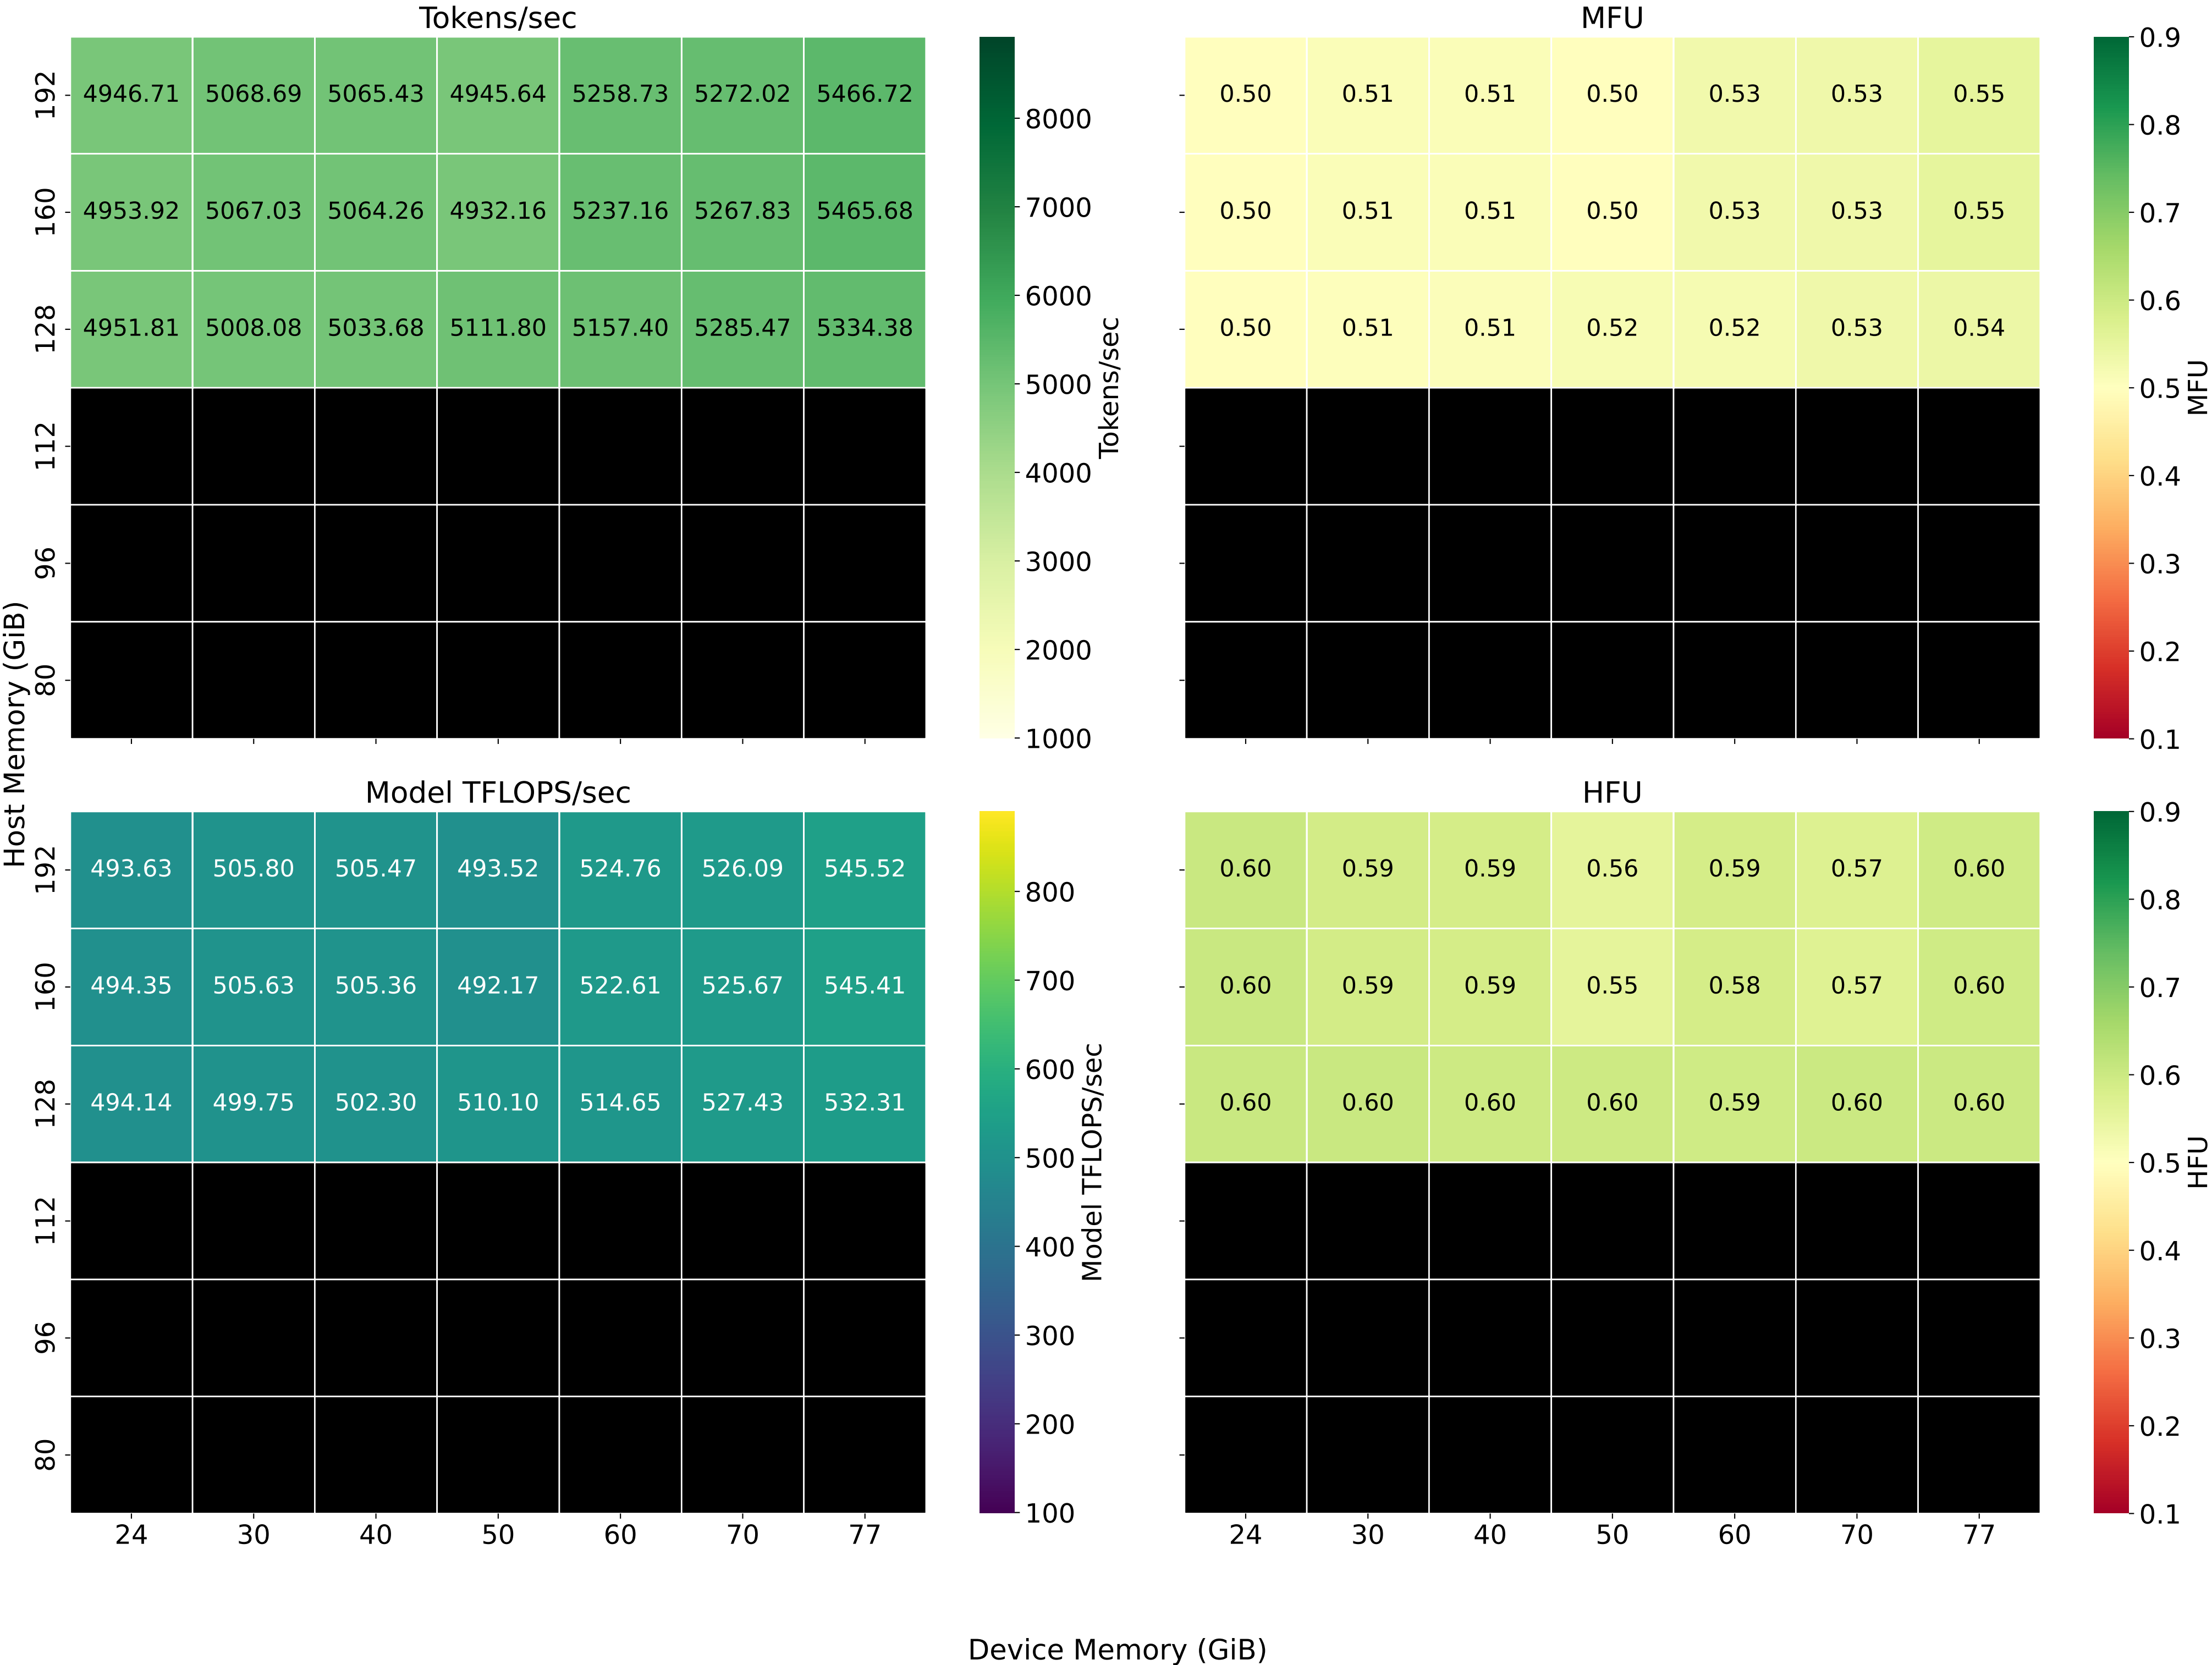 Tokens/sec
192 4946.71 5068.69 5065.43 4945.64 5258.73 5272.02 5466.72
160 4953.92 5067.03 5064.26 4932.16 5237.16 5267.83 5465.68
128 4951.81 5008.08 5033.68 5111.80 5157.40 5285.47 5334.38
112
96
80
8000
7000
6000
5000
4000
3000
2000
1000
Tokens/sec
MFU
0.50 0.51 0.51 0.50 0.53 0.53 0.55
0.50 0.51 0.51 0.50 0.53 0.53 0.55
0.50 0.51 0.51 0.52 0.52 0.53 0.54
0.9
0.8
0.7
0.6
0.5
0.4
0.3
0.2
0.1
MFU
Host Memory (GiB)
Model TFLOPS/sec
192 493.63 505.80 505.47 493.52 524.76 526.09 545.52
160 494.35 505.63 505.36 492.17 522.61 525.67 545.41
128 494.14 499.75 502.30 510.10 514.65 527.43 532.31
112
96
80
24 30 40 50 60 70 77
800
700
600
500
400
300
200
100
Model TFLOPS/sec
HFU
0.60 0.59 0.59 0.56 0.59 0.57 0.60
0.60 0.59 0.59 0.55 0.58 0.57 0.60
0.60 0.60 0.60 0.60 0.59 0.60 0.60
24 30 40 50 60 70 77
0.9
0.8
0.7
0.6
0.5
0.4
0.3
0.2
0.1
HFU
Device Memory (GiB)